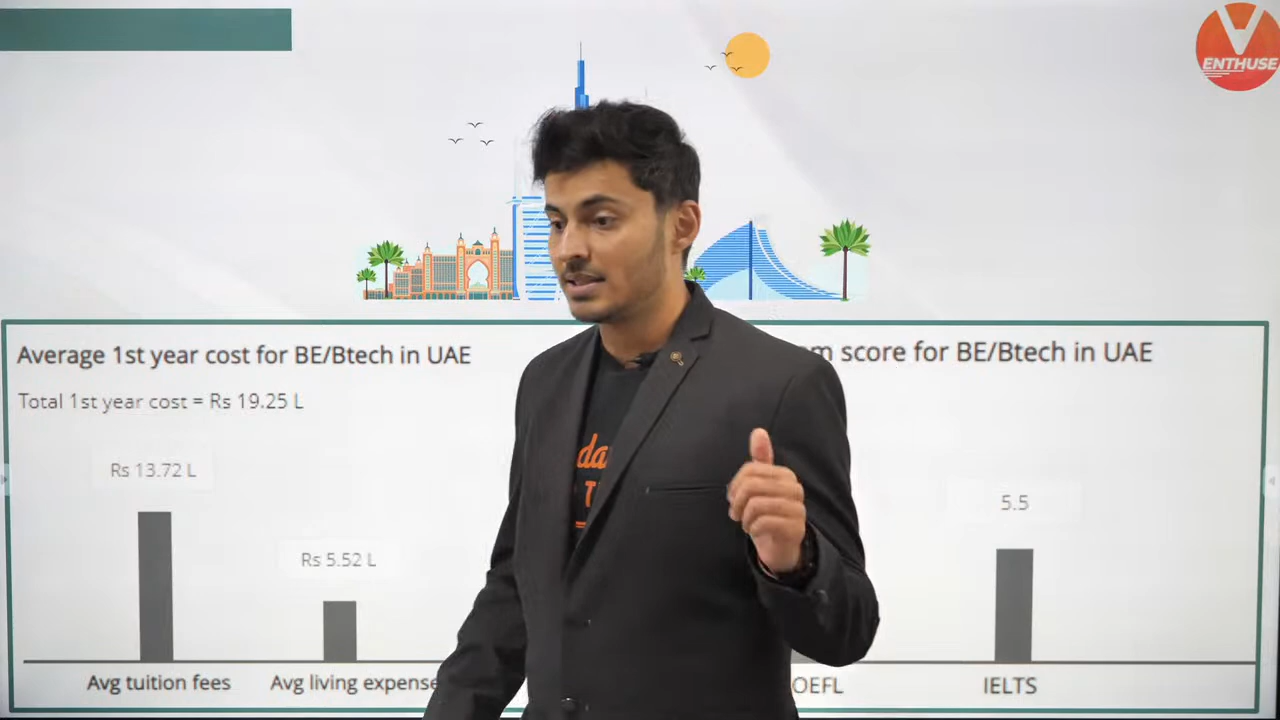 V
ENTHUSE
Average 1st year cost for BE/Btech in UAE
Total 1st year cost = Rs 19.25 L
Rs 13.72 L
Rs 5.52 L
Avg tuition fees
Avg living expense
score for BE/Btech in UAE
5.5
OEFL
IELTS
da